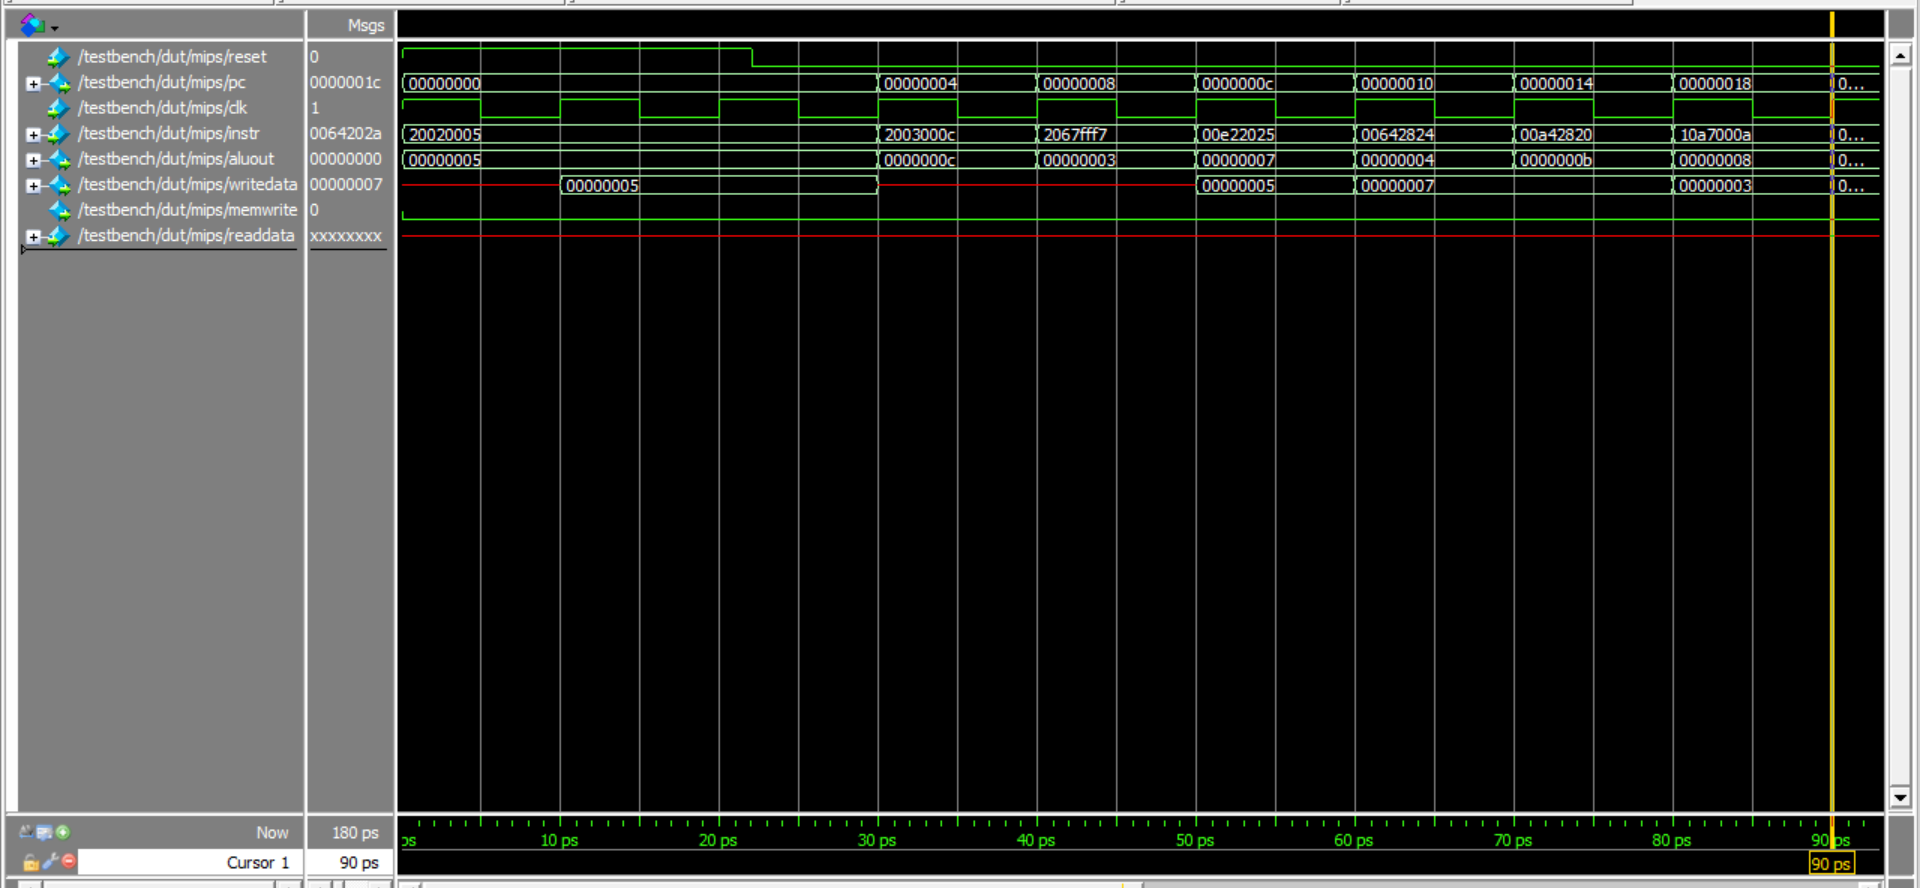 Msgs
/testbench/dut/mips/reset 0
/testbench/dut/mips/pc 0000001c 00000000 00000004 00000008 0000000c 00000010 00000014 00000018 0...
/testbench/dut/mips/clk 1
/testbench/dut/mips/instr 0064202a 20020005 2003000c 2067fff7 00e22025 00642824 00a42820 10a7000a 0...
/testbench/dut/mips/aluout 00000000 00000005 0000000c 00000003 00000007 00000004 0000000b 00000008 0...
/testbench/dut/mips/writedata 00000007 00000005 00000005 00000007 00000003 0...
/testbench/dut/mips/memwrite 0
/testbench/dut/mips/readdata xxxxxxxx
Now 180 ps ps 10 ps 20 ps 30 ps 40 ps 50 ps 60 ps 70 ps 80 ps 90 ps
Cursor 1 90 ps 90 ps